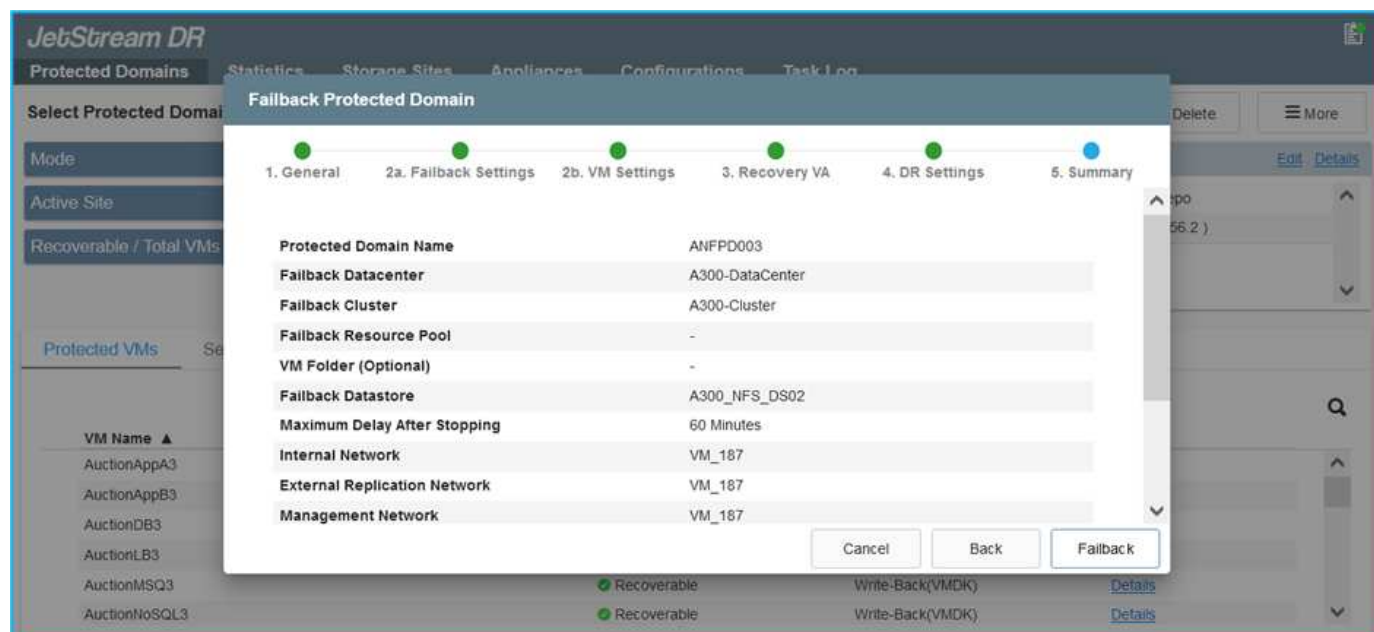 JetStream DR
Protected Domains Statistics Storage Sites Appliances Configurations Task Log
Select Protected Domai Delete More
Failback Protected Domain
Mode Edit Details
1. General 2a. Failback Settings 2b. VM Settings 3. Recovery VA 4. DR Settings 5. Summary
Active Site po
Recoverable / Total VMs 56.2 )
Protected Domain Name ANFPD003
Failback Datacenter A300-DataCenter
Failback Cluster A300-Cluster
Failback Resource Pool -
Protected VMs Se
VM Folder (Optional) -
Failback Datastore A300_NFS_DS02
Maximum Delay After Stopping 60 Minutes
VM Name ▲
Internal Network VM_187
AuctionAppA3
External Replication Network VM_187
AuctionAppB3
Management Network VM_187
AuctionDB3
Cancel Back Failback
AuctionLB3
AuctionMSQ3 Recoverable Write-Back(VMDK) Details
AuctionNoSQL3 Recoverable Write-Back(VMDK) Details